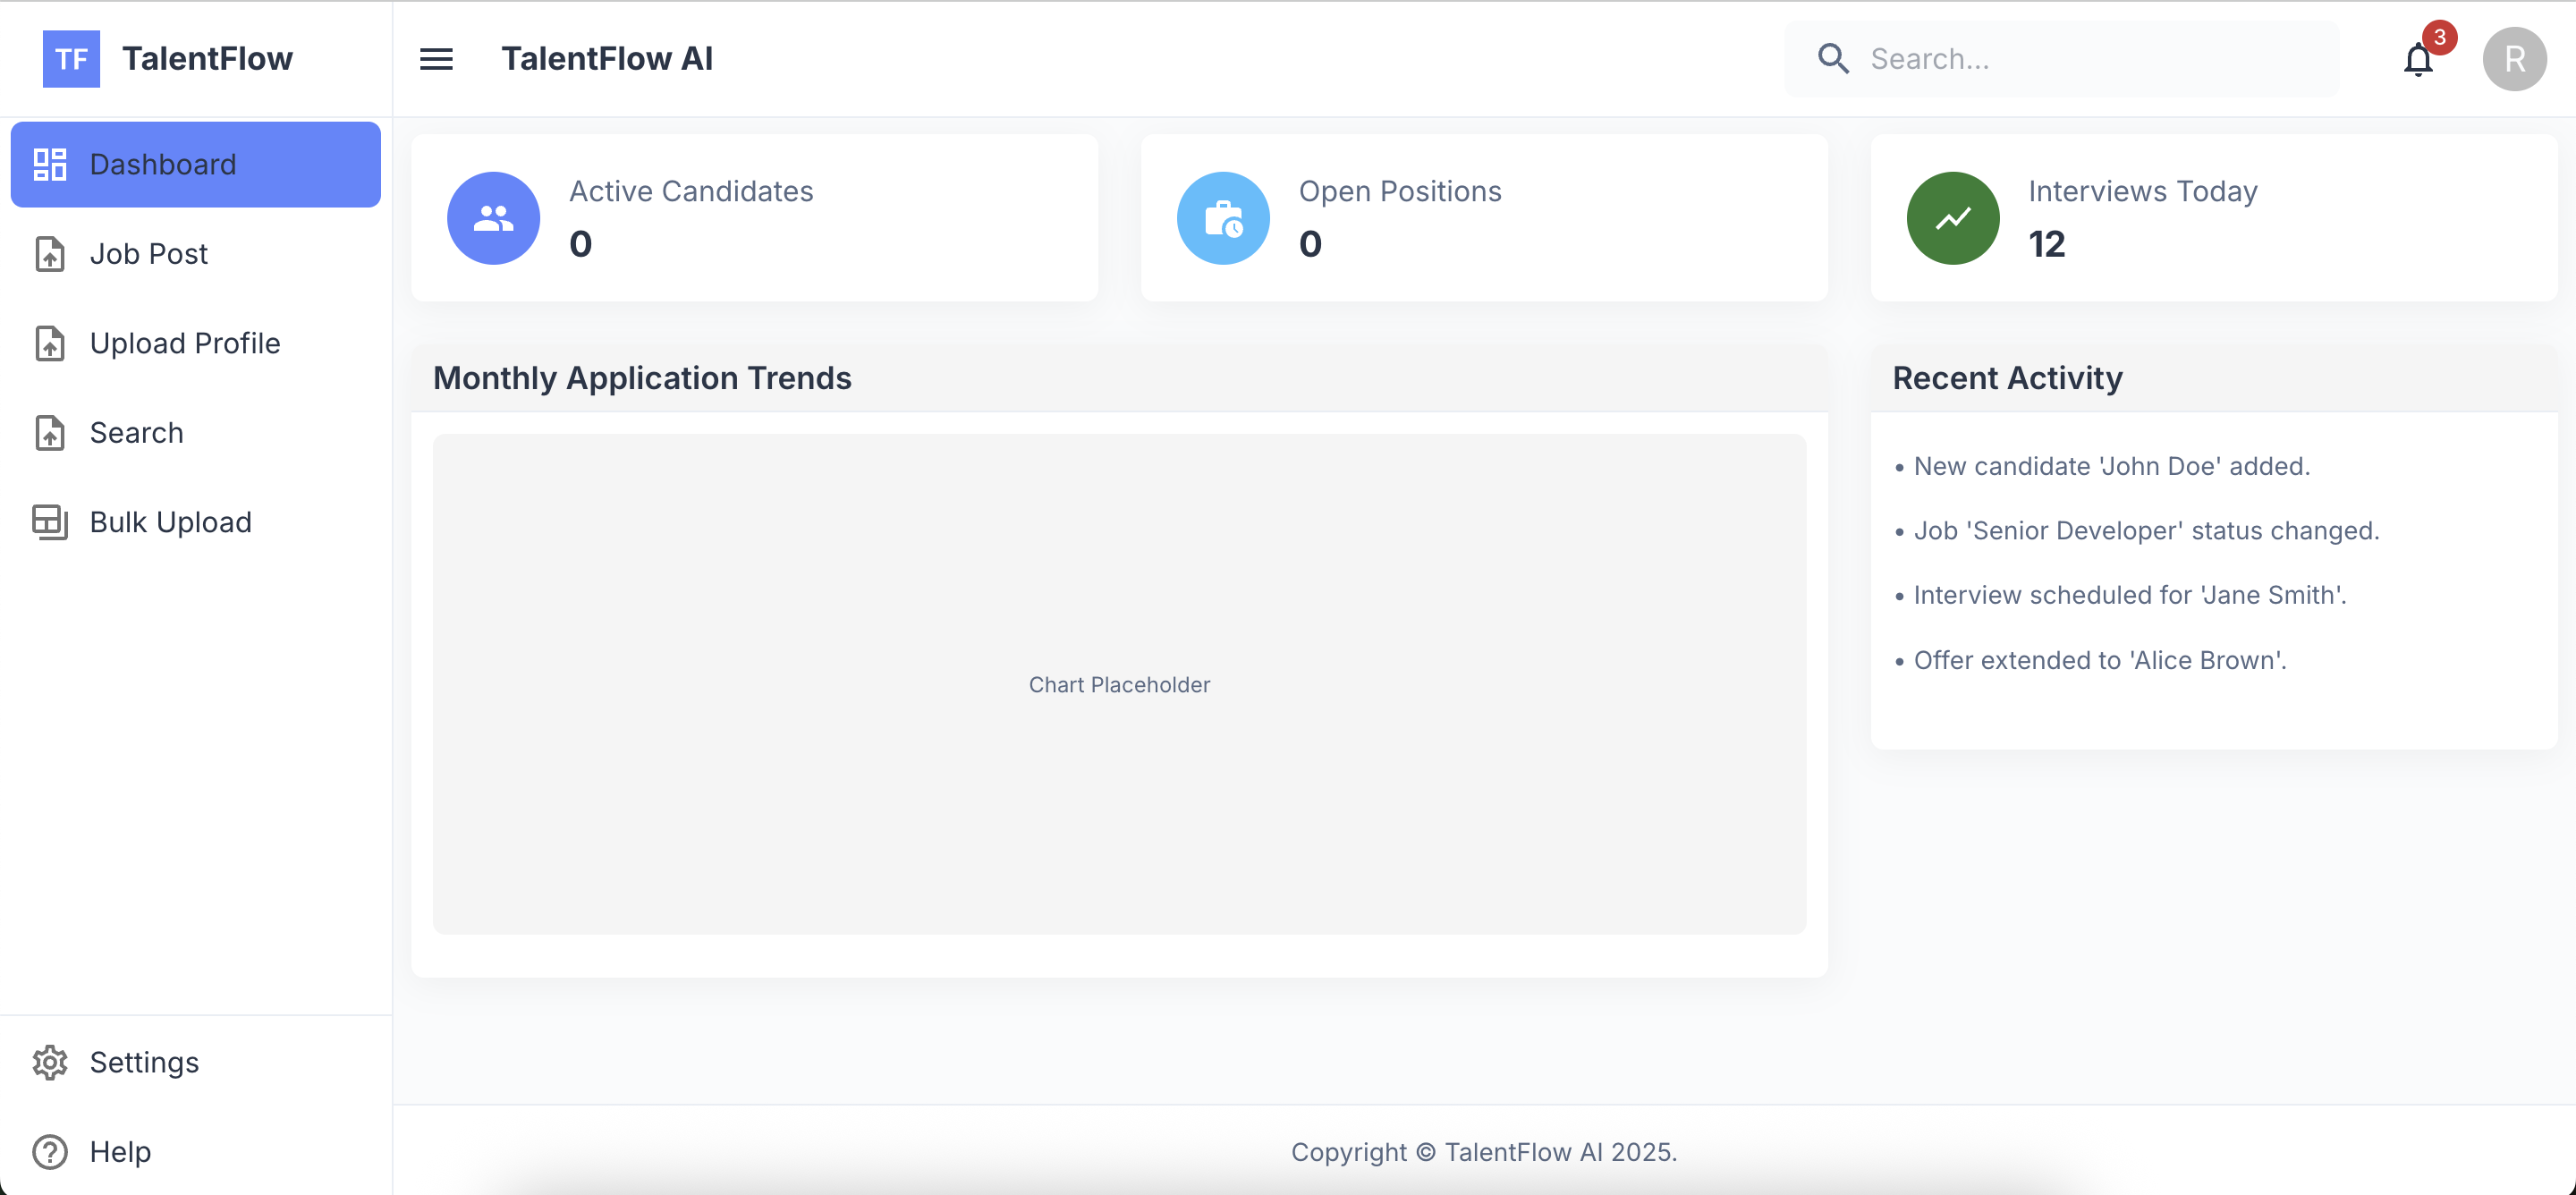 TF TalentFlow
TalentFlow AI
Search...
3
R
Dashboard
Job Post
Upload Profile
Search
Bulk Upload
Settings
Help
Active Candidates
0
Open Positions
0
Interviews Today
12
Monthly Application Trends
Chart Placeholder
Recent Activity
• New candidate 'John Doe' added.
• Job 'Senior Developer' status changed.
• Interview scheduled for 'Jane Smith'.
• Offer extended to 'Alice Brown'.
Copyright © TalentFlow AI 2025.